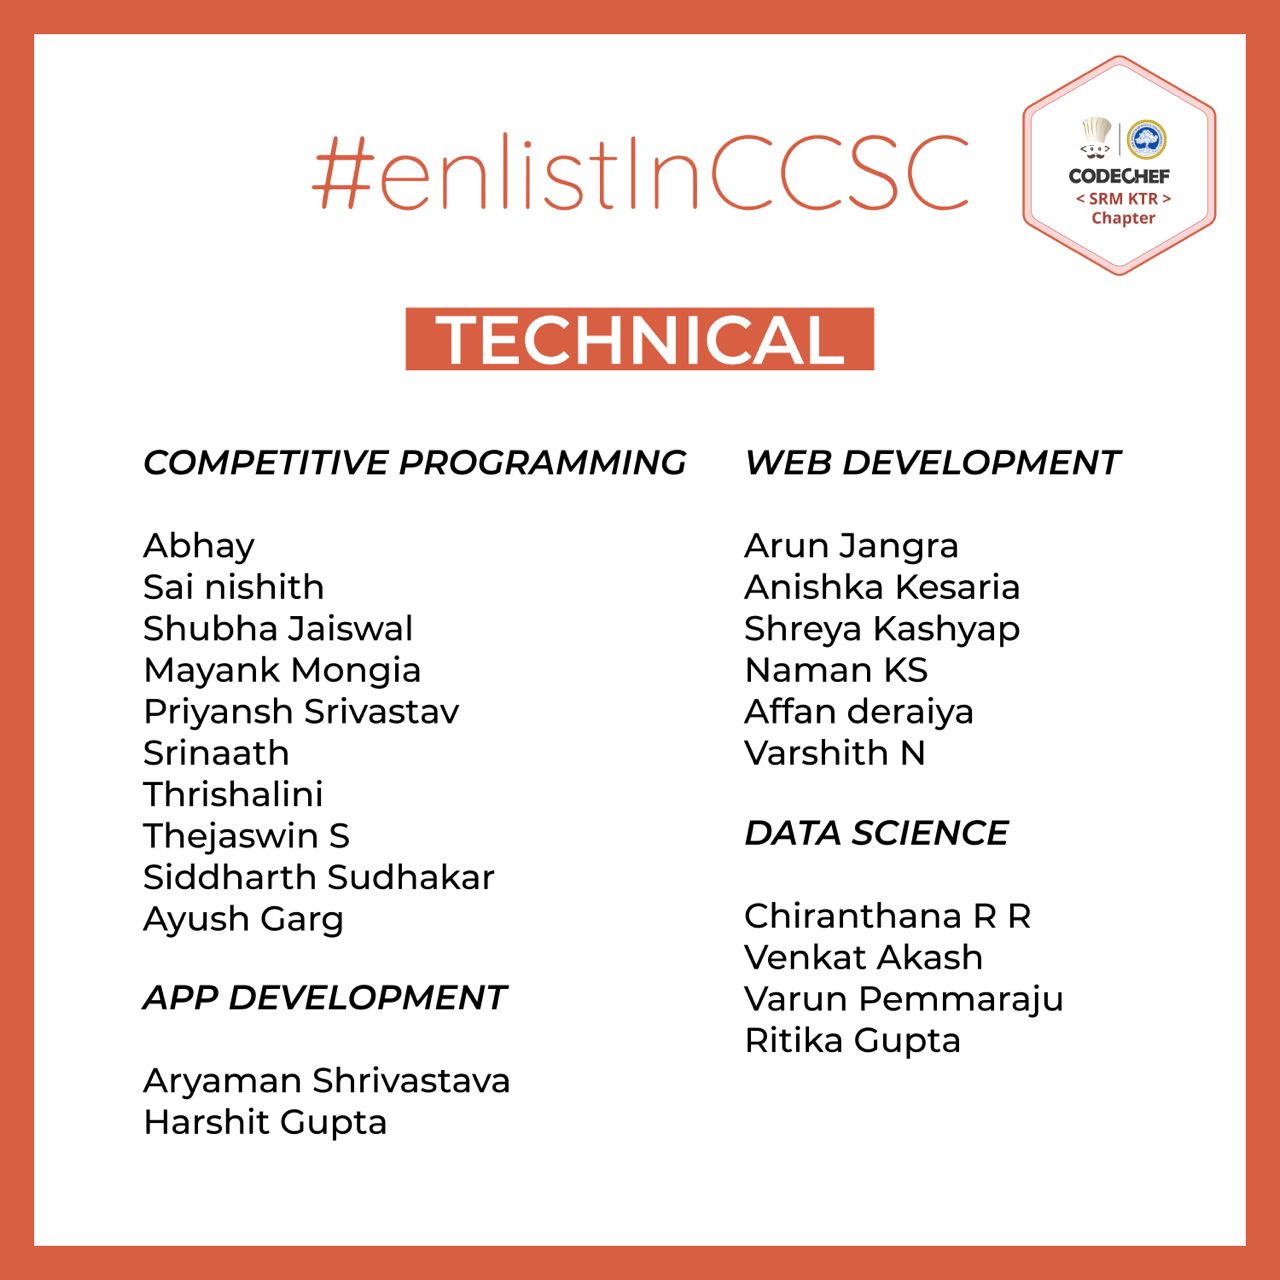 #enlistInCCSC
CODECHEF
< SRM KTR >
Chapter
TECHNICAL
COMPETITIVE PROGRAMMING
Abhay
Sai nishith
Shubha Jaiswal
Mayank Mongia
Priyansh Srivastav
Srinaath
Thrishalini
Thejaswin S
Siddharth Sudhakar
Ayush Garg
APP DEVELOPMENT
Aryaman Shrivastava
Harshit Gupta
WEB DEVELOPMENT
Arun Jangra
Anishka Kesaria
Shreya Kashyap
Naman KS
Affan deraiya
Varshith N
DATA SCIENCE
Chiranthana R R
Venkat Akash
Varun Pemmaraju
Ritika Gupta